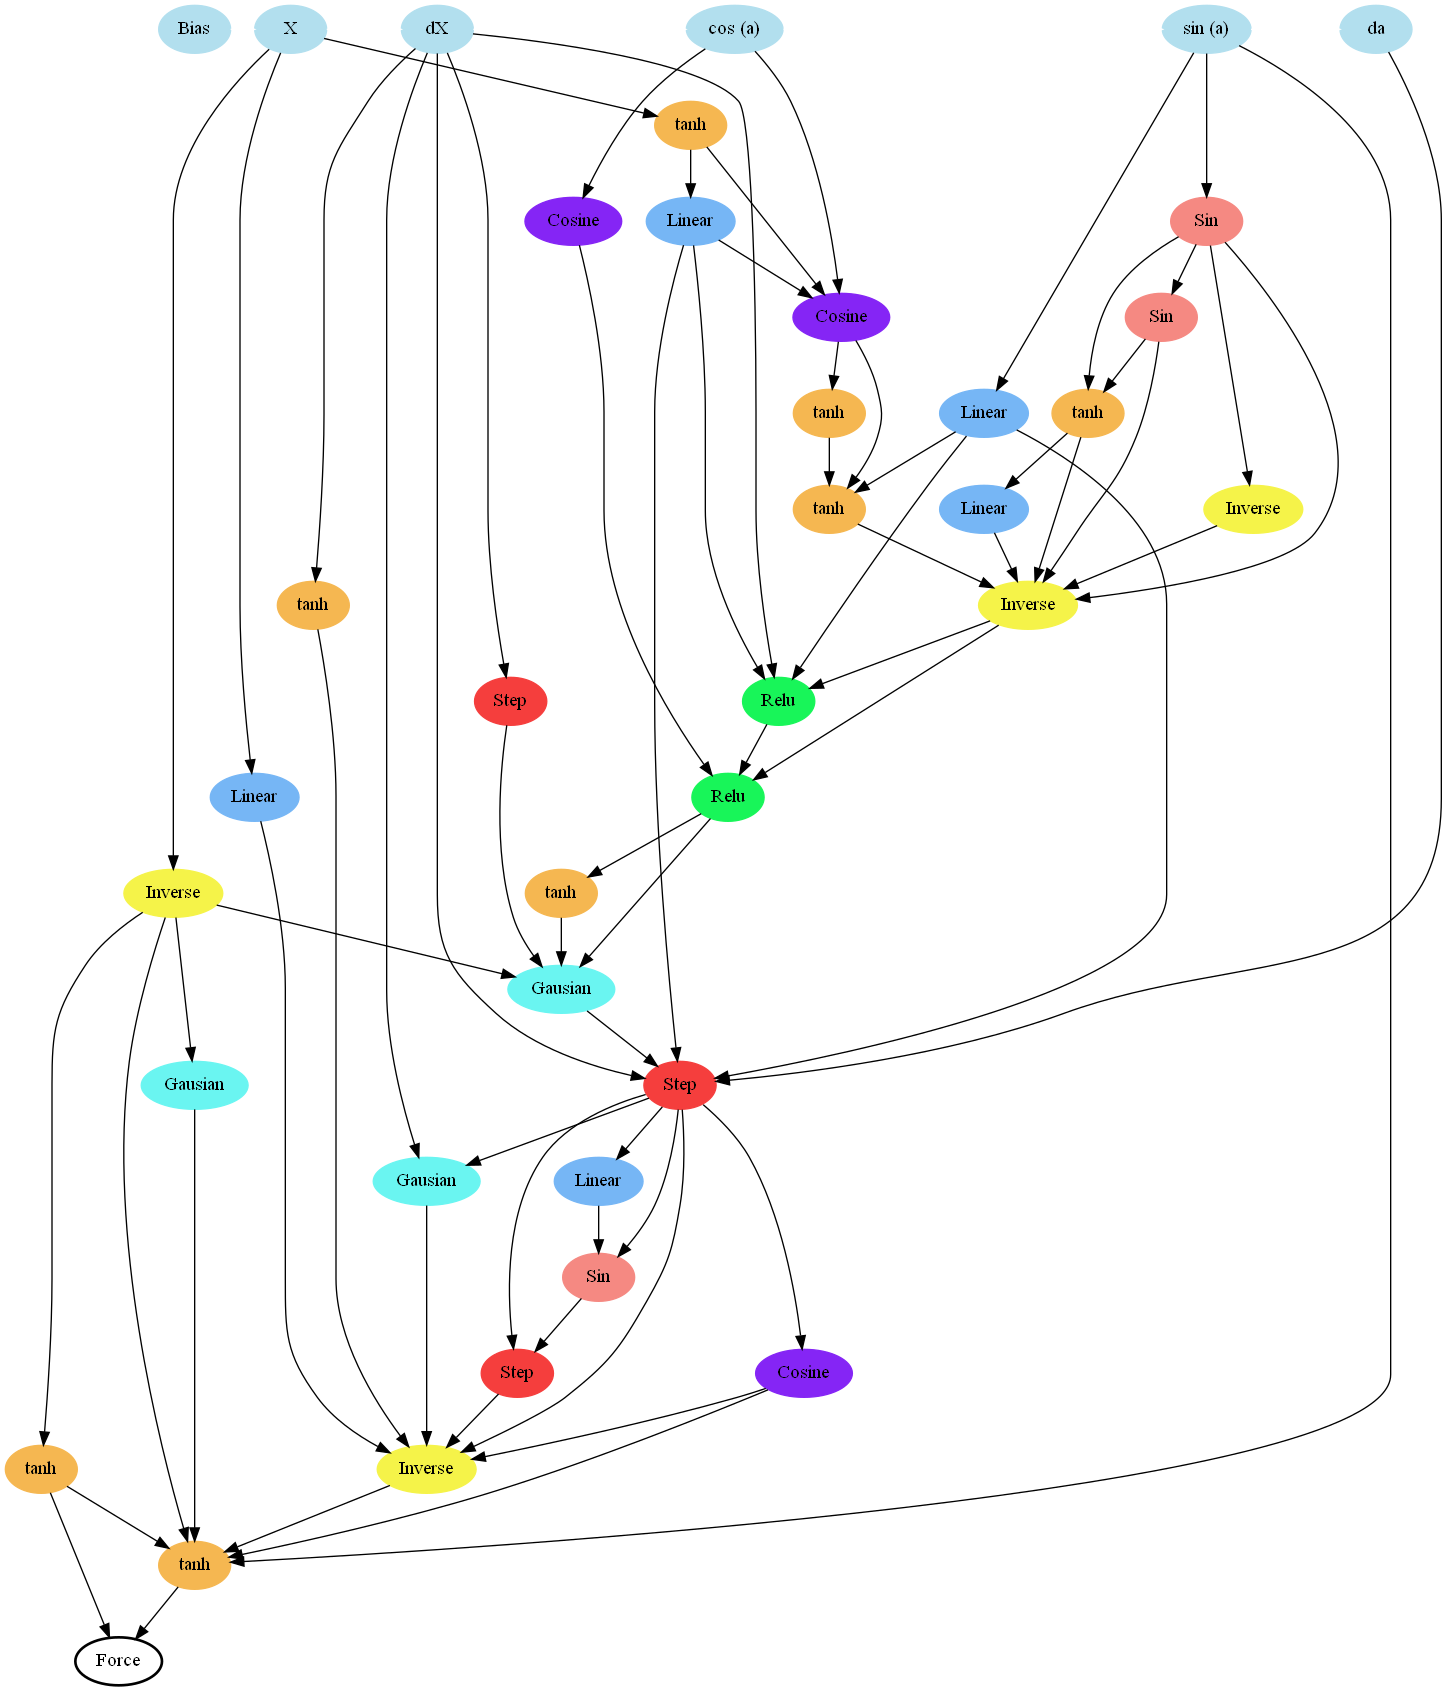 Bias X dX cos (a) sin (a) da
tanh
Cosine Linear Sin
Cosine Sin
tanh Linear tanh
tanh Linear Inverse
tanh Inverse
Step Relu
Linear Relu
Inverse tanh
Gausian
Gausian Step
Gausian Linear
Sin
Step Cosine
tanh Inverse
tanh
Force